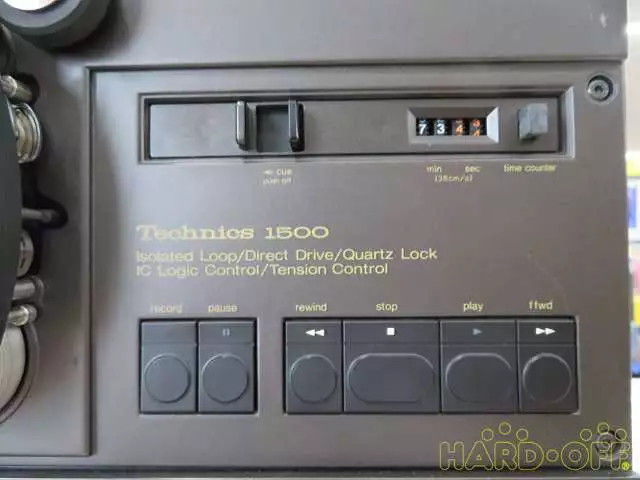 7 3 4
◄◄ cue
push off
min sec
(38cm/s)
time counter
Technics 1500
Isolated Loop/Direct Drive/Quartz Lock
IC Logic Control/Tension Control
record pause rewind stop play ffwd
HARD-OFF